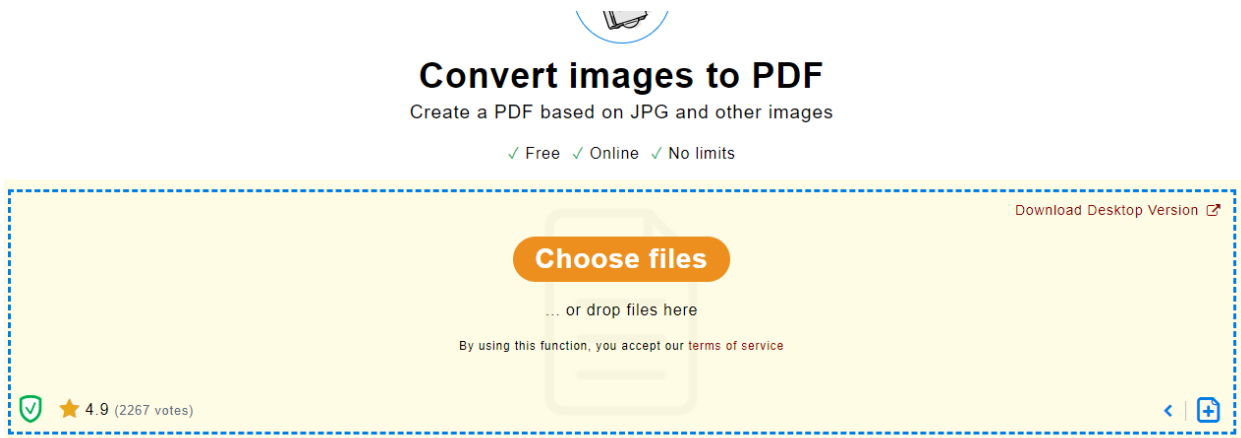 Convert images to PDF
Create a PDF based on JPG and other images
✓ Free ✓ Online ✓ No limits
Download Desktop Version
Choose files
... or drop files here
By using this function, you accept our terms of service
4.9 (2267 votes)